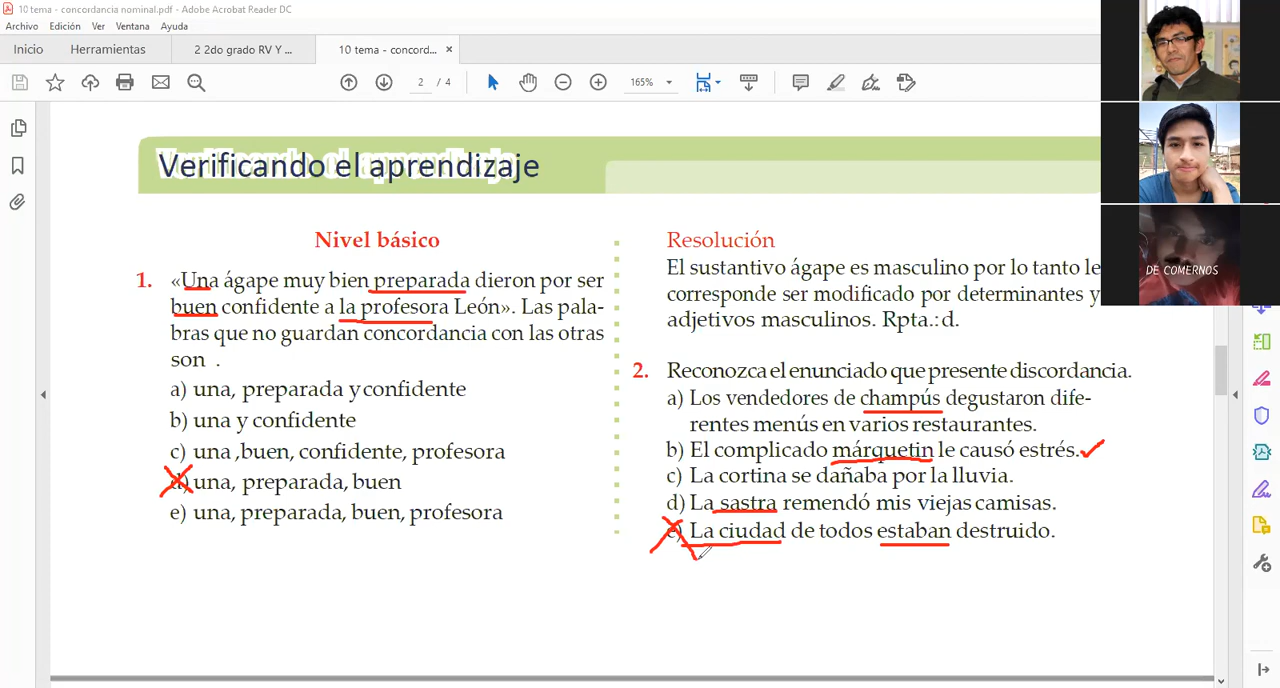 10 tema - concordancia nominal.pdf - Adobe Acrobat Reader DC
Archivo Edición Ver Ventana Ayuda
Inicio Herramientas 2 2do grado RV Y ... 10 tema - concord... ×
2 / 4 165%
Verificando el aprendizaje
Nivel básico
1. «Una ágape muy bien preparada dieron por ser
buen confidente a la profesora León». Las pala-
bras que no guardan concordancia con las otras
son .
a) una, preparada y confidente
b) una y confidente
c) una ,buen, confidente, profesora
d) una, preparada, buen
e) una, preparada, buen, profesora
Resolución
El sustantivo ágape es masculino por lo tanto le
corresponde ser modificado por determinantes y
adjetivos masculinos. Rpta.: d.
2. Reconozca el enunciado que presente discordancia.
a) Los vendedores de champús degustaron dife-
rentes menús en varios restaurantes.
b) El complicado márquetin le causó estrés.
c) La cortina se dañaba por la lluvia.
d) La sastra remendó mis viejas camisas.
e) La ciudad de todos estaban destruido.
DE COMERNOS